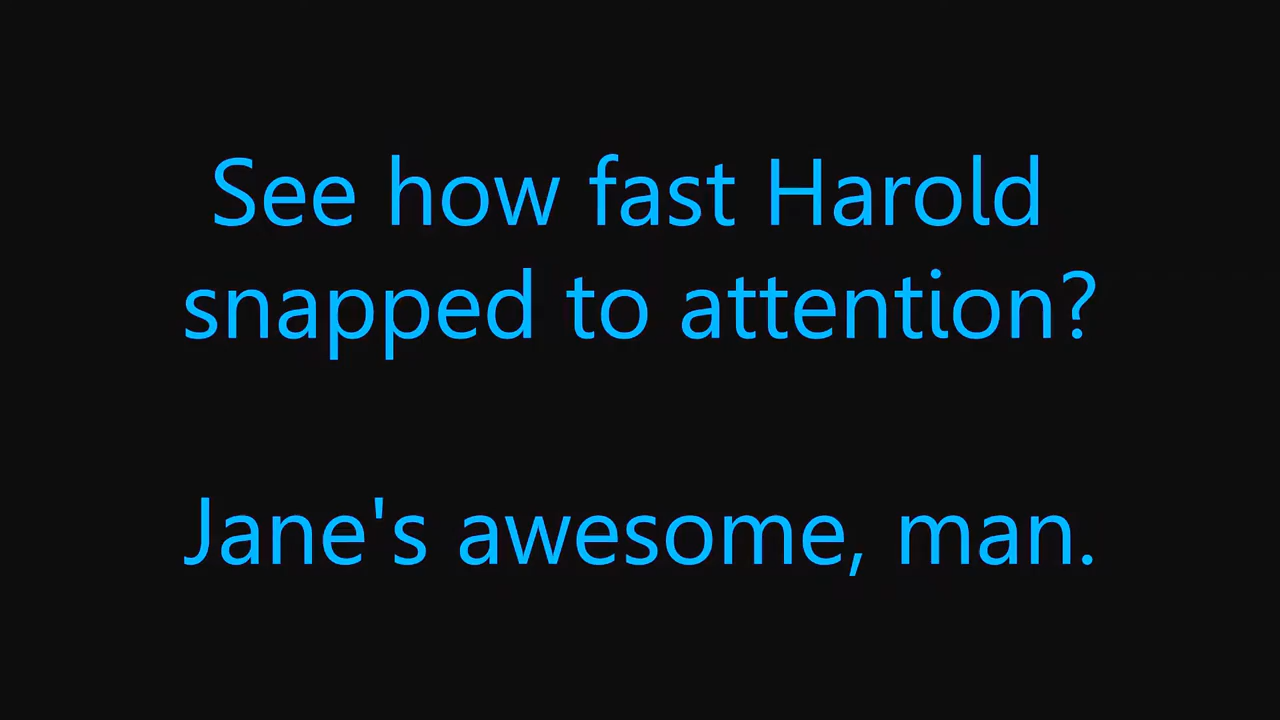 See how fast Harold
snapped to attention?
Jane's awesome, man.